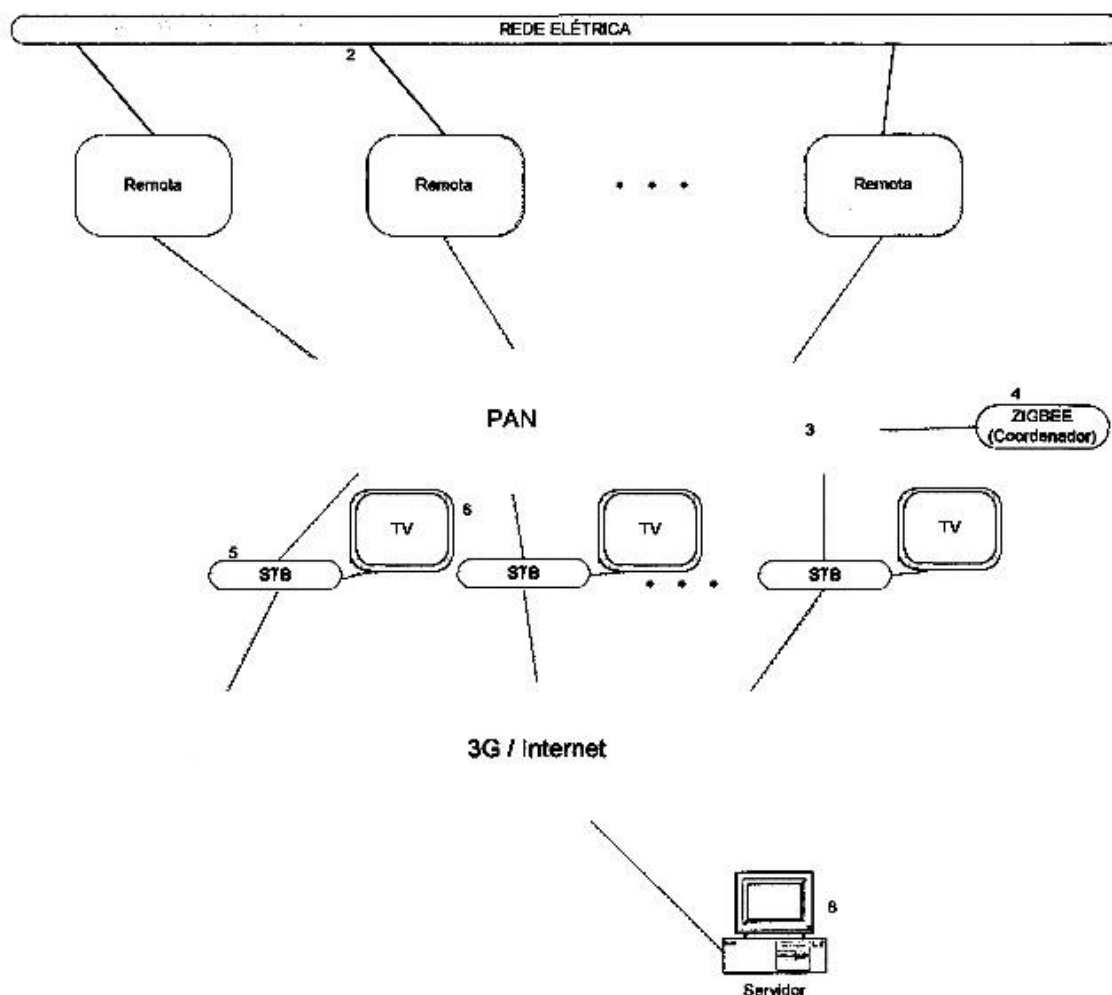 REDE ELÉTRICA
2
Remota
Remota
Remota
PAN
3
4
ZIGBEE
(Coordenador)
TV
6
TV
TV
5
STB
STB
STB
3G / Internet
8
Servidor